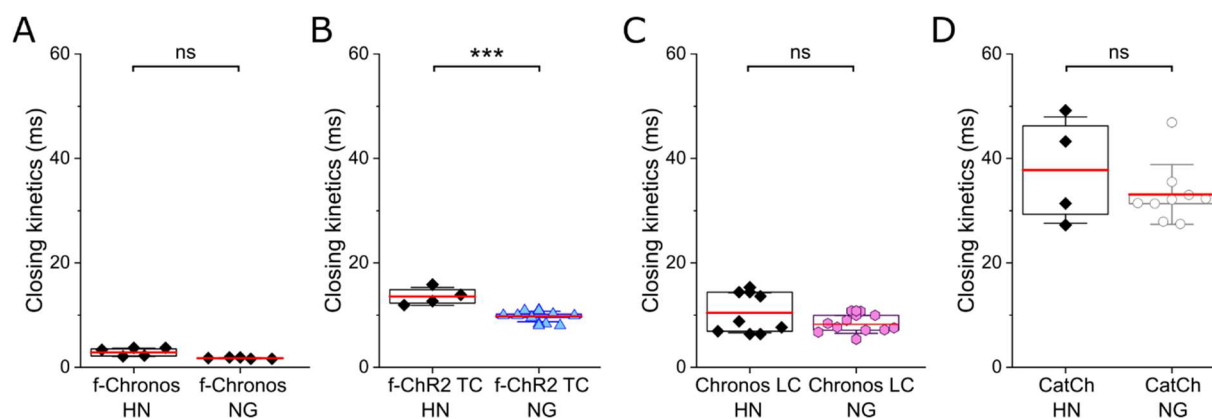 A
Closing kinetics (ms)
60
40
20
0
ns
f-Chronos
HN
f-Chronos
NG
B
Closing kinetics (ms)
60
40
20
0
***
f-ChR2 TC
HN
f-ChR2 TC
NG
C
Closing kinetics (ms)
60
40
20
0
ns
Chronos LC
HN
Chronos LC
NG
D
Closing kinetics (ms)
60
40
20
0
ns
CatCh
HN
CatCh
NG